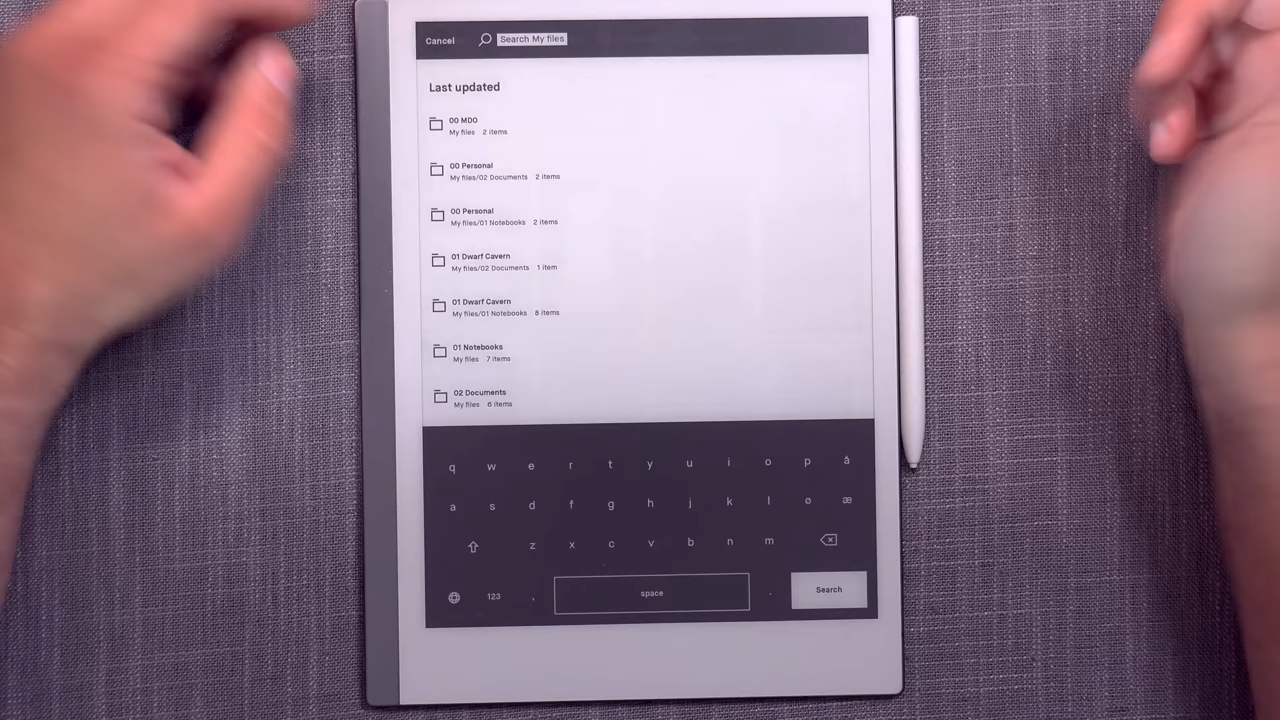 Cancel Search My files
Last updated
00 MDO
My files 2 items
00 Personal
My files/02 Documents 2 items
00 Personal
My files/01 Notebooks 2 items
01 Dwarf Cavern
My files/02 Documents 1 item
01 Dwarf Cavern
My files/01 Notebooks 8 items
01 Notebooks
My files 7 items
02 Documents
My files 6 items
q w e r t y u i o p å
a s d f g h j k l ø æ
z x c v b n m
123 , space . Search